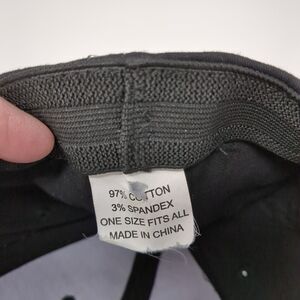 97% COTTON
3% SPANDEX
ONE SIZE FITS ALL
MADE IN CHINA